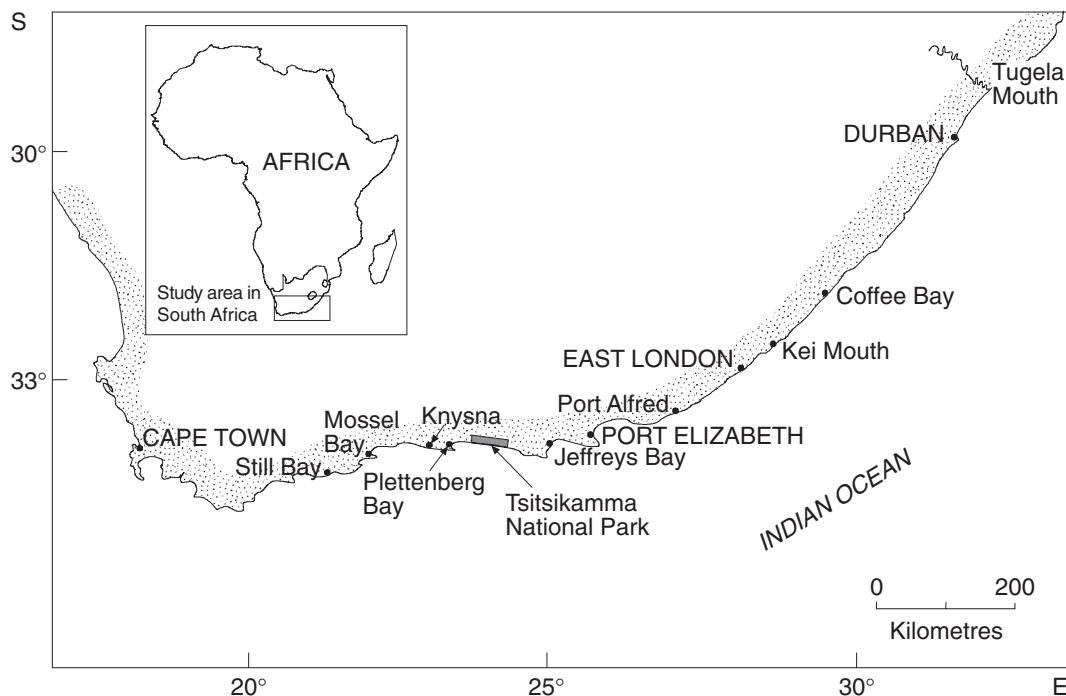 S
AFRICA
Study area in
South Africa
Tugela
Mouth
DURBAN
30°
Coffee Bay
Kei Mouth
EAST LONDON
33°
Port Alfred
Knysna
Mossel
Bay
CAPE TOWN
PORT ELIZABETH
Still Bay
Jeffreys Bay
Plettenberg
Bay
Tsitsikamma
National Park
INDIAN OCEAN
0 200
Kilometres
20° 25° 30° E